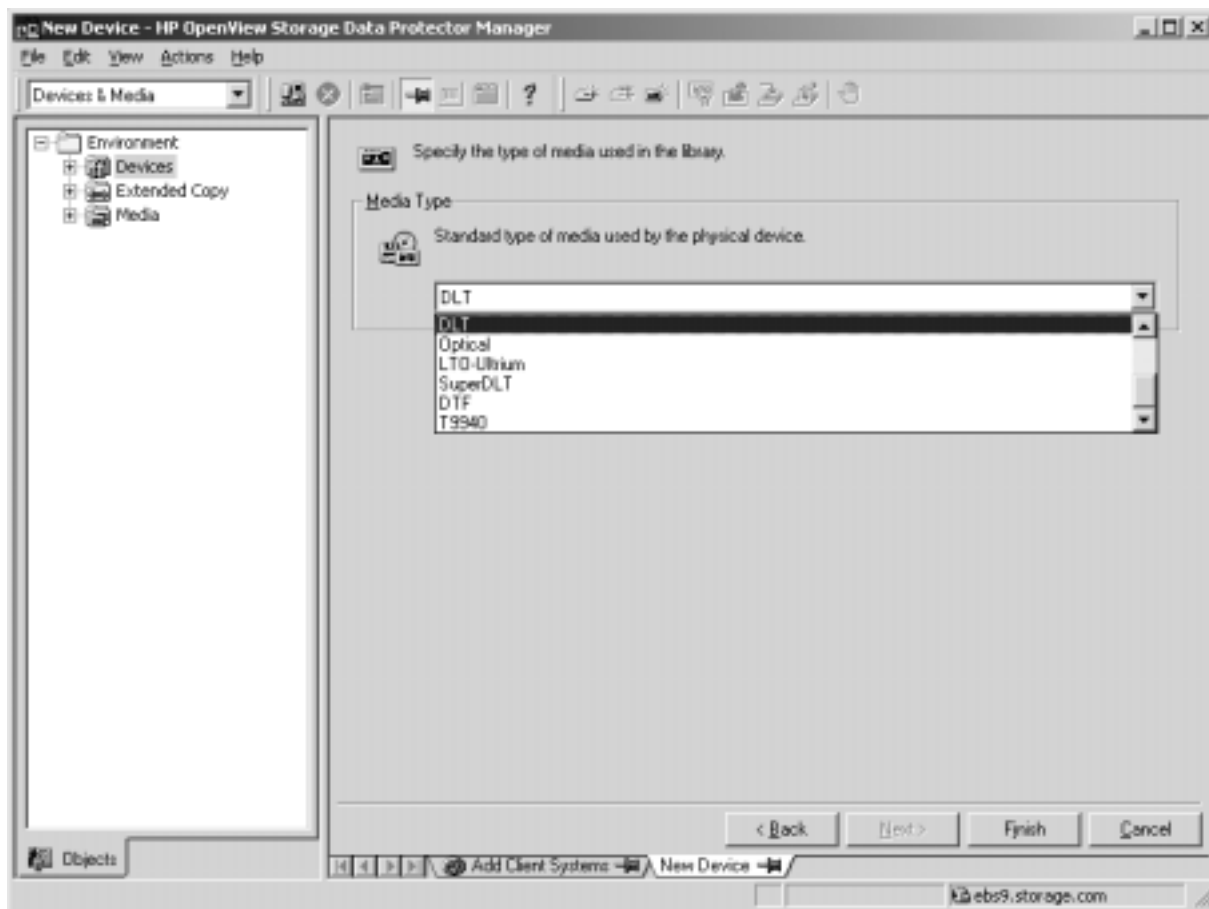 New Device - HP OpenView Storage Data Protector Manager
File Edit View Actions Help
Devices & Media
Environment
Devices
Extended Copy
Media
Specify the type of media used in the library.
Media Type
Standard type of media used by the physical device.
DLT
DLT
Optical
LTO-Ultrium
SuperDLT
DTF
T9940
< Back Next > Finish Cancel
Objects
Add Client Systems New Device
ebs9.storage.com